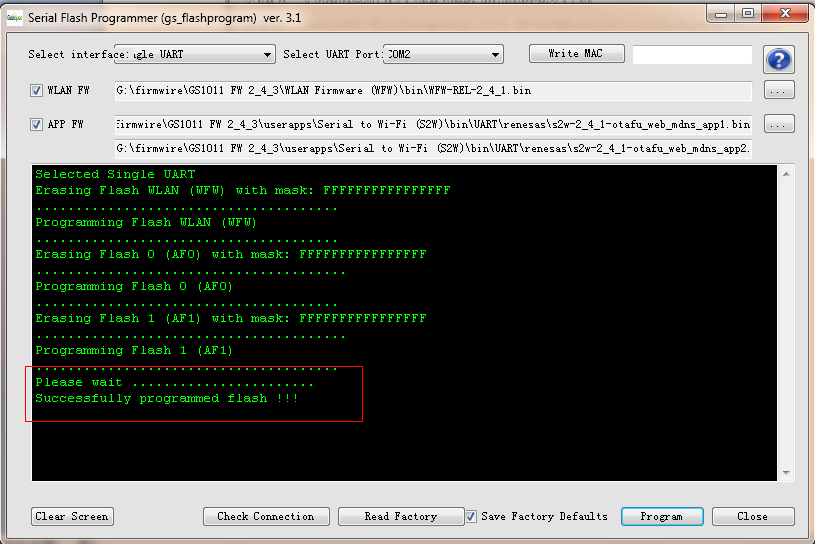 Serial Flash Programmer (gs_flashprogram) ver. 3.1
Select interface: ngle UART Select UART Port: COM2 Write MAC
?
WLAN FW G:\firmwire\GS1011 FW 2_4_3\WLAN Firmware (WFW)\bin\WFW-REL-2_4_1.bin ...
APP FW firmwire\GS1011 FW 2_4_3\userapps\Serial to Wi-Fi (S2W)\bin\UART\renesas\s2w-2_4_1-otafu_web_mdns_app1.bin ...
G:\firmwire\GS1011 FW 2_4_3\userapps\Serial to Wi-Fi (S2W)\bin\UART\renesas\s2w-2_4_1-otafu_web_mdns_app2.
Selected Single UART
Erasing Flash WLAN (WFW) with mask: FFFFFFFFFFFFFFFF
......................................
Programming Flash WLAN (WFW)
......................................
Erasing Flash 0 (AF0) with mask: FFFFFFFFFFFFFFFF
.......................................
Programming Flash 0 (AF0)
......................................
Erasing Flash 1 (AF1) with mask: FFFFFFFFFFFFFFFF
.......................................
Programming Flash 1 (AF1)
......................................
Please wait .......................
Successfully programmed flash !!!
Clear Screen Check Connection Read Factory Save Factory Defaults Program Close